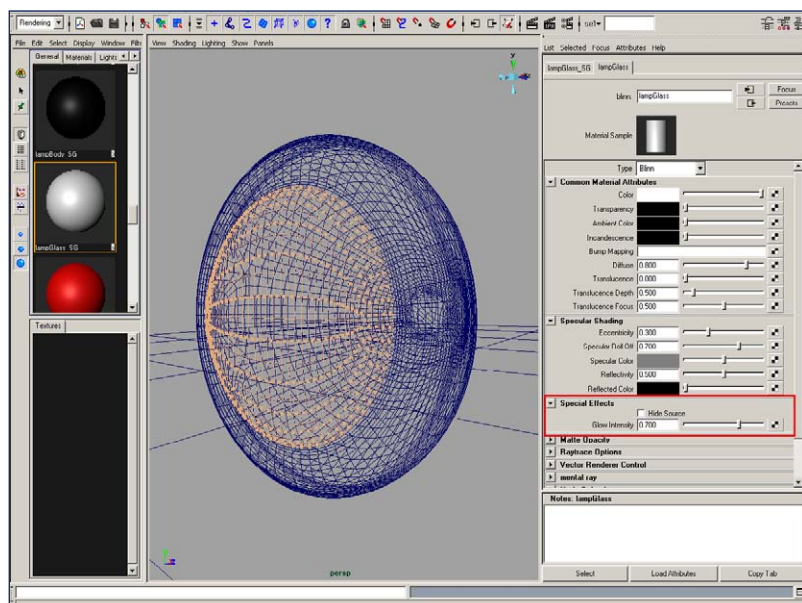 Rendering
sel▾
File Edit Select Display Window
General Materials Lights
lampBody_SG
lampGlass_SG
Textures
View Shading Lighting Show Panels
y
persp
List Selected Focus Attributes Help
lampGlass_SG lampGlass
blinn: lampGlass
Focus
Presets
Material Sample
Type Blinn
Common Material Attributes
Color
Transparency
Ambient Color
Incandescence
Bump Mapping
Diffuse 0.800
Translucence 0.000
Translucence Depth 0.500
Translucence Focus 0.500
Specular Shading
Eccentricity 0.300
Specular Roll Off 0.700
Specular Color
Reflectivity 0.500
Reflected Color
Special Effects
Hide Source
Glow Intensity 0.700
Matte Opacity
Raytrace Options
Vector Renderer Control
mental ray
Notes: lampGlass
Select Load Attributes Copy Tab